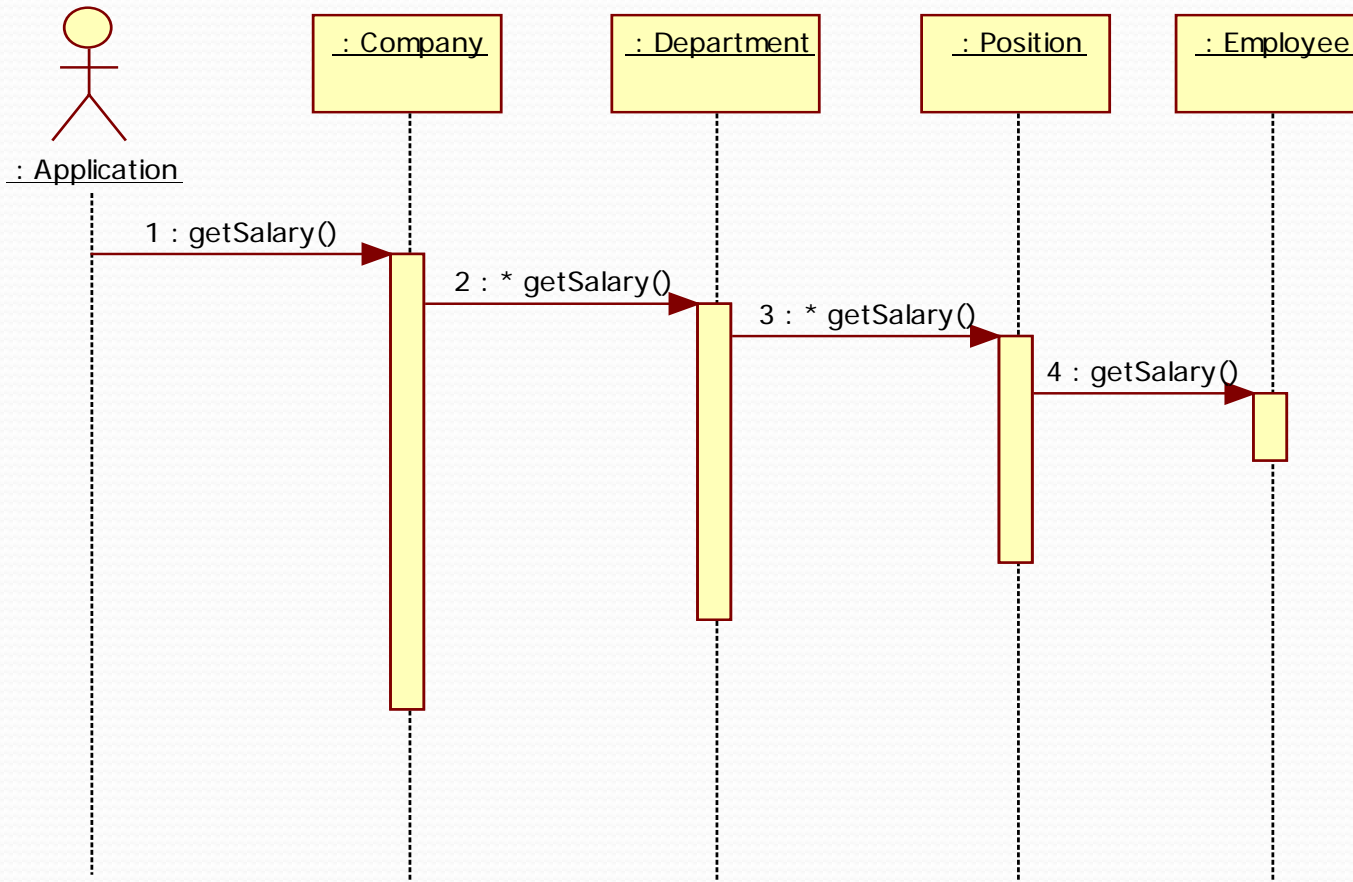 : Company
: Department
: Position
: Employee
: Application
1 : getSalary()
2 : * getSalary()
3 : * getSalary()
4 : getSalary()